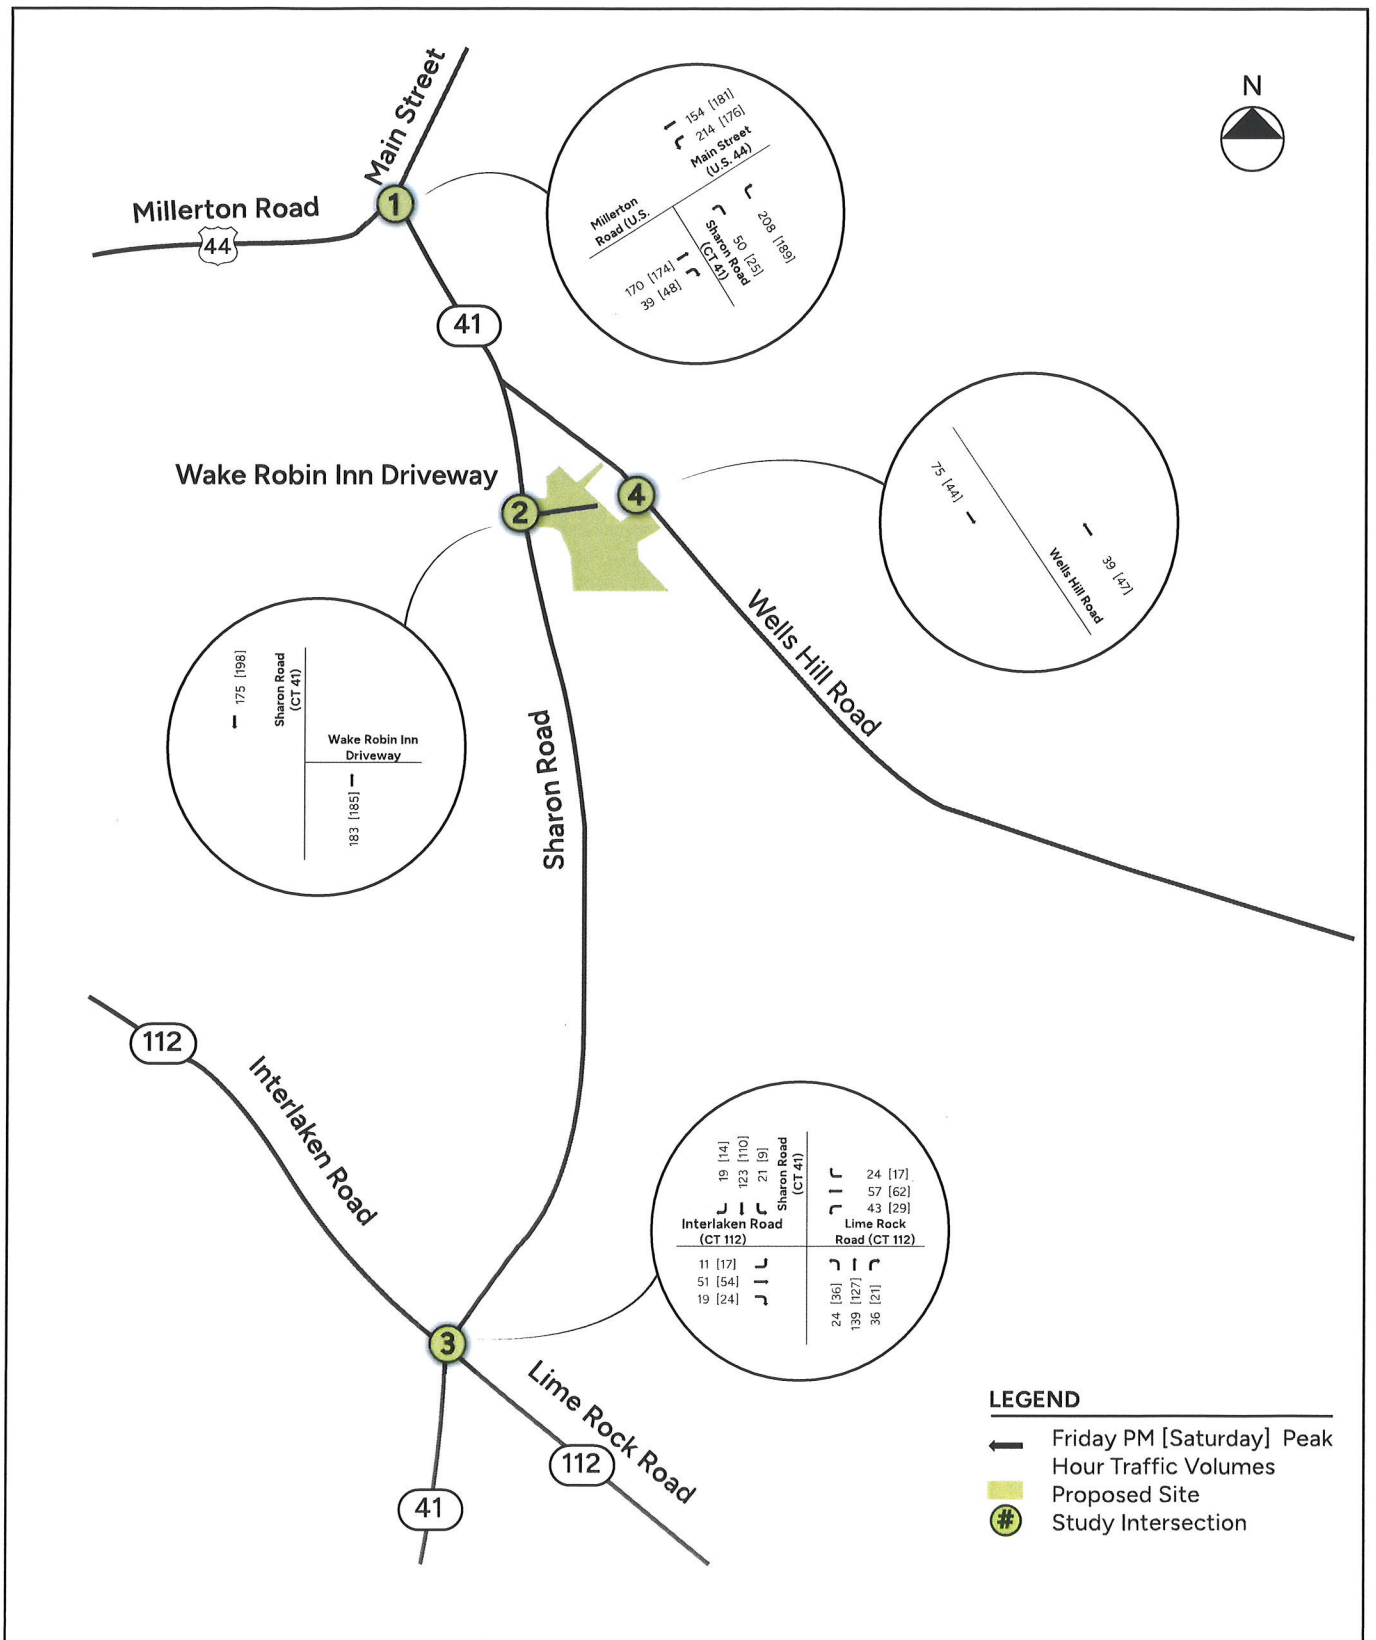 N
Main Street
Millerton Road
44
1
154 [181]
214 [176]
Main Street
(U.S. 44)
Millerton
Road (U.S.
Sharon Road
(CT 41)
50 [25]
208 [189]
170 [174]
39 [48]
41
Wake Robin Inn Driveway
2
4
75 [44]
39 [47]
Wells Hill Road
Wells Hill Road
175 [198]
Sharon Road
(CT 41)
Wake Robin Inn
Driveway
183 [185]
Sharon Road
112
Interlaken Road
19 [14]
123 [110]
21 [9]
Sharon Road
(CT 41)
24 [17]
57 [62]
43 [29]
Interlaken Road
(CT 112)
Lime Rock
Road (CT 112)
11 [17]
51 [54]
19 [24]
24 [36]
139 [127]
36 [21]
3
Lime Rock Road
112
41
LEGEND
Friday PM [Saturday] Peak
Hour Traffic Volumes
Proposed Site
# Study Intersection